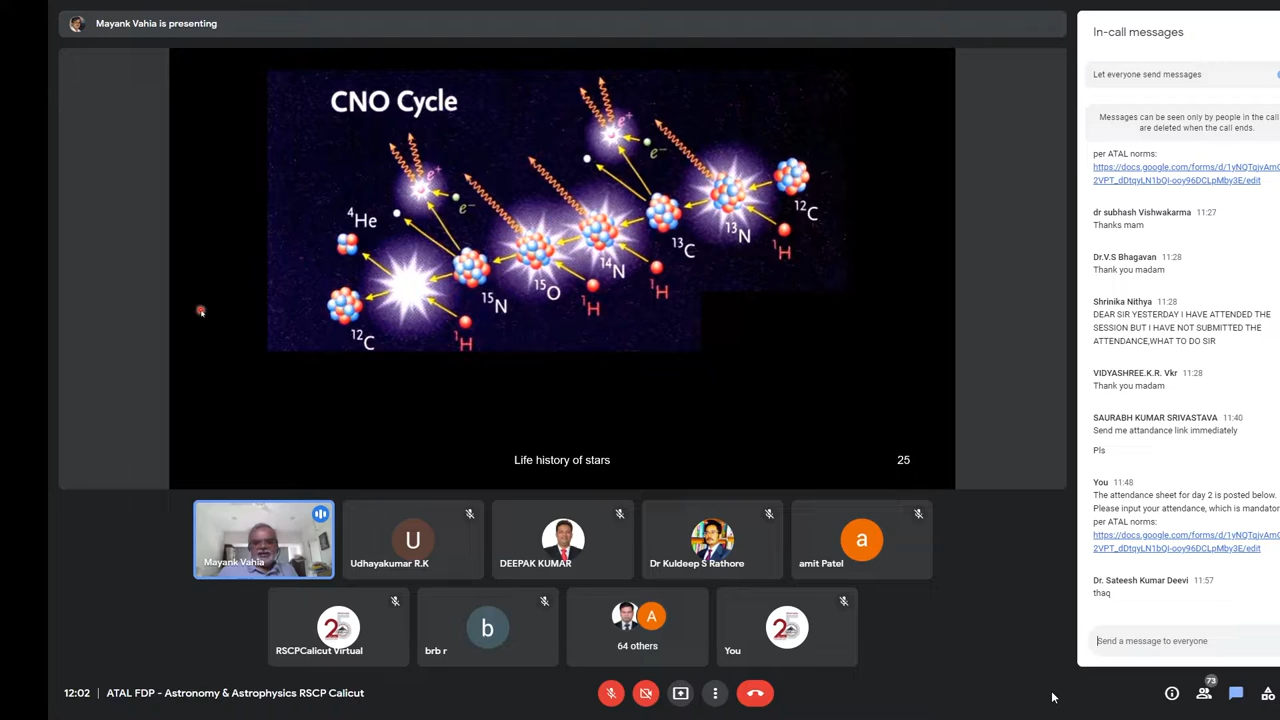 Mayank Vahia is presenting
CNO Cycle
e⁺
e⁻
¹²C
¹³N
¹H
¹³C
¹⁴N
¹H
e⁻
⁴He
¹⁵O
¹H
¹⁵N
¹H
¹²C
Life history of stars
25
Mayank Vahia
U
Udhayakumar R.K
DEEPAK KUMAR
Dr Kuldeep S Rathore
a
amit Patel
25
RSCPCalicut Virtual
b
brb r
A
64 others
25
You
12:02 | ATAL FDP - Astronomy & Astrophysics RSCP Calicut
73
In-call messages
Let everyone send messages
Messages can be seen only by people in the call
are deleted when the call ends.
per ATAL norms:
dr subhash Vishwakarma 11:27
Thanks mam
Dr.V.S Bhagavan 11:28
Thank you madam
Shrinika Nithya 11:28
DEAR SIR YESTERDAY I HAVE ATTENDED THE
SESSION BUT I HAVE NOT SUBMITTED THE
ATTENDANCE,WHAT TO DO SIR
VIDYASHREE.K.R. Vkr 11:28
Thank you madam
SAURABH KUMAR SRIVASTAVA 11:40
Send me attandance link immediately
Pls
You 11:48
The attendance sheet for day 2 is posted below.
Please input your attendance, which is mandator
per ATAL norms:
Dr. Sateesh Kumar Deevi 11:57
thaq
Send a message to everyone